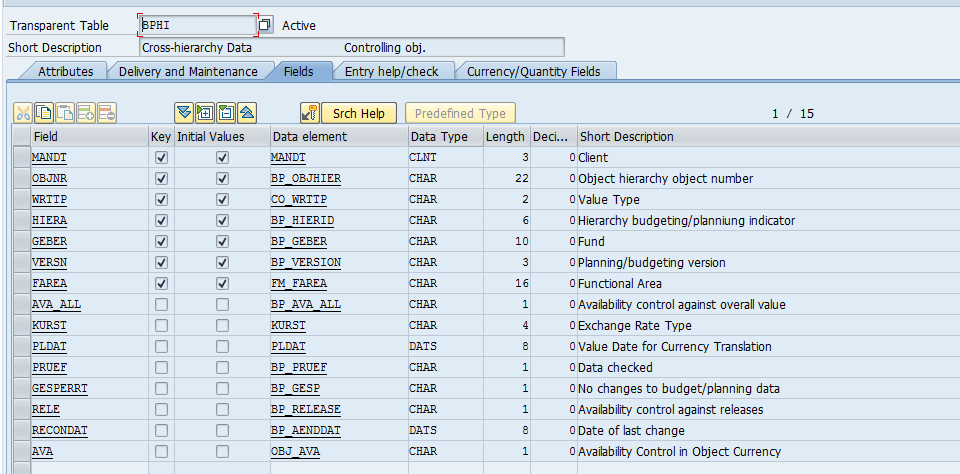 Transparent Table BPHI Active
Short Description Cross-hierarchy Data Controlling obj.
Attributes Delivery and Maintenance Fields Entry help/check Currency/Quantity Fields
Srch Help Predefined Type 1 / 15
Field Key Initial Values Data element Data Type Length Deci... Short Description
MANDT MANDT CLNT 3 0 Client
OBJNR BP_OBJHIER CHAR 22 0 Object hierarchy object number
WRTTP CO_WRTTP CHAR 2 0 Value Type
HIERA BP_HIERID CHAR 6 0 Hierarchy budgeting/planniung indicator
GEBER BP_GEBER CHAR 10 0 Fund
VERSN BP_VERSION CHAR 3 0 Planning/budgeting version
FAREA FM_FAREA CHAR 16 0 Functional Area
AVA_ALL BP_AVA_ALL CHAR 1 0 Availability control against overall value
KURST KURST CHAR 4 0 Exchange Rate Type
PLDAT PLDAT DATS 8 0 Value Date for Currency Translation
PRUEF BP_PRUEF CHAR 1 0 Data checked
GESPERRT BP_GESP CHAR 1 0 No changes to budget/planning data
RELE BP_RELEASE CHAR 1 0 Availability control against releases
RECONDAT BP_AENDDAT DATS 8 0 Date of last change
AVA OBJ_AVA CHAR 1 0 Availability Control in Object Currency